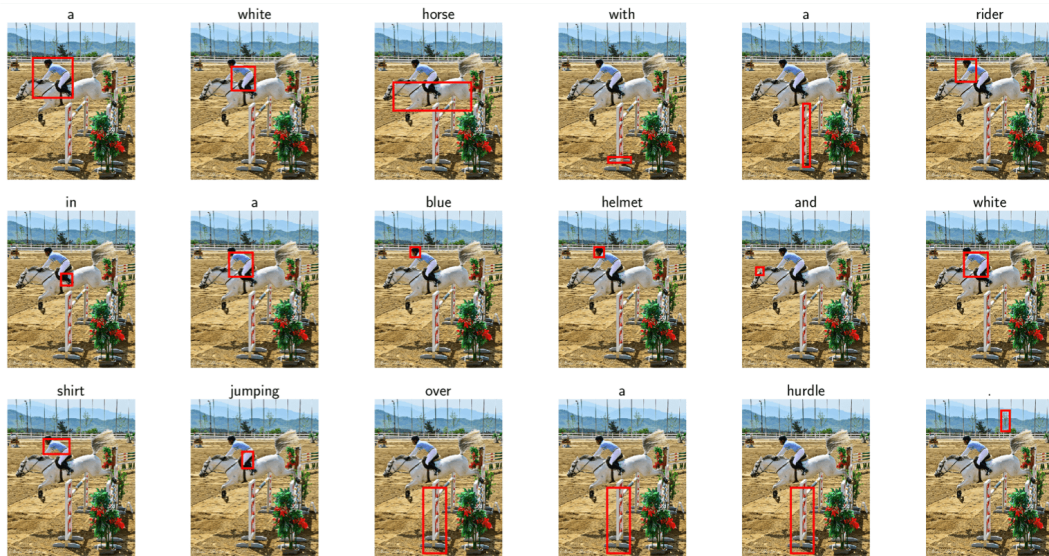 a white horse with a rider
in a blue helmet and white
shirt jumping over a hurdle .